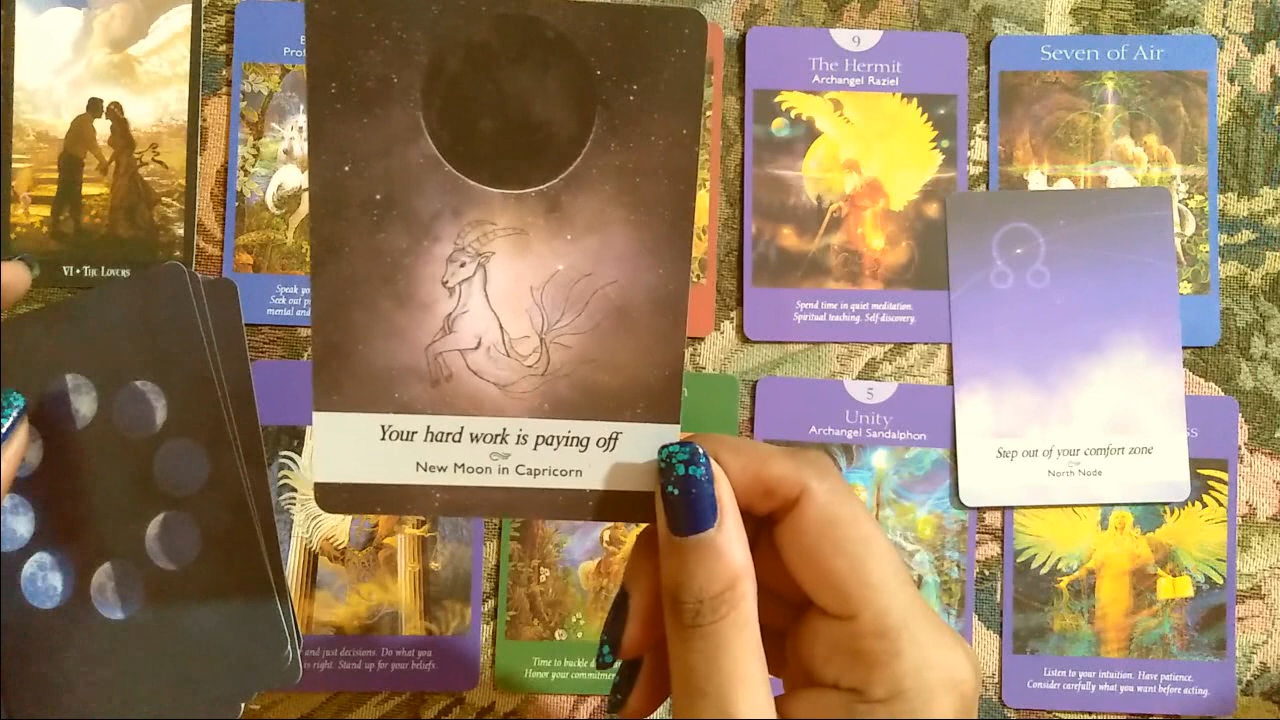 VI • The Lovers
Speak yo
Seek out p
mental and
Your hard work is paying off
New Moon in Capricorn
9
The Hermit
Archangel Raziel
Spend time in quiet meditation.
Spiritual teaching. Self-discovery.
Seven of Air
Step out of your comfort zone
North Node
and just decisions. Do what you
is right. Stand up for your beliefs.
Time to buckle d
Honor your commitmen
5
Unity
Archangel Sandalphon
ss
Listen to your intuition. Have patience.
Consider carefully what you want before acting.